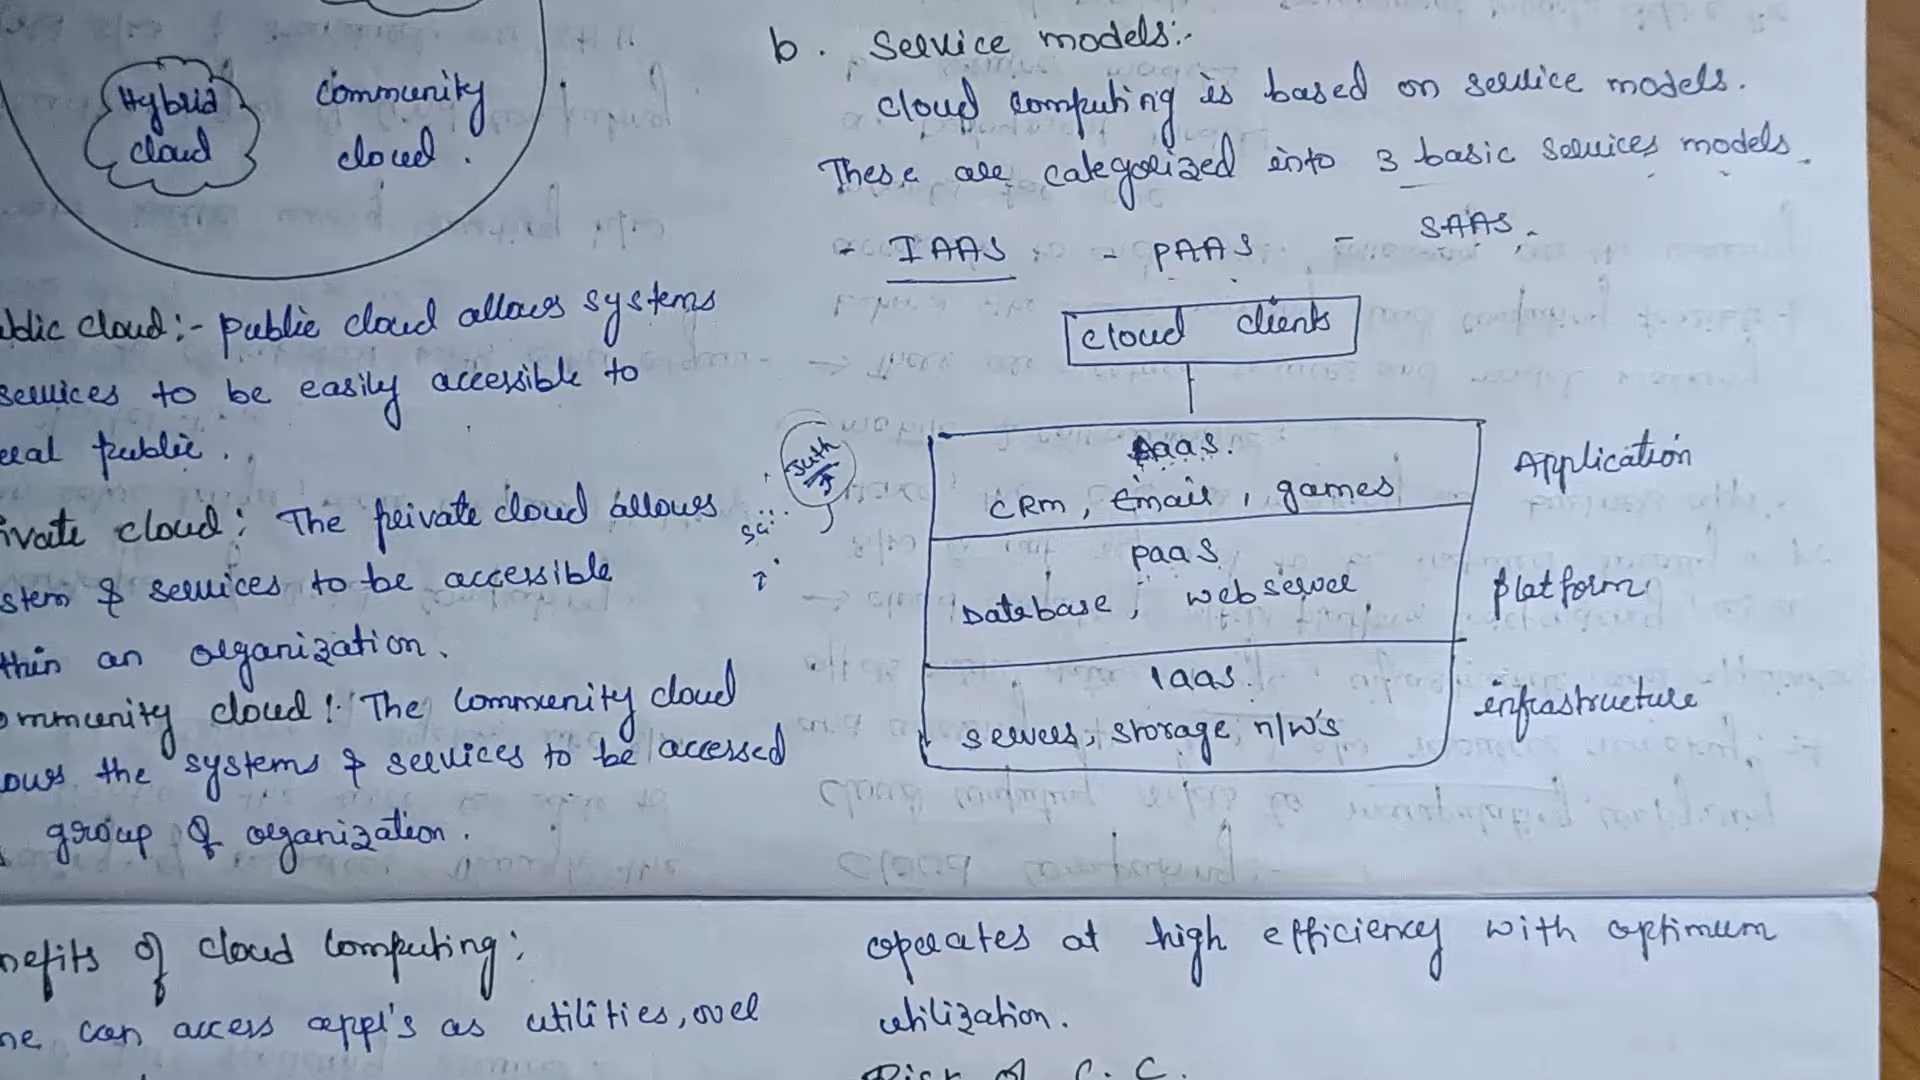 Hybrid
cloud
community
cloud.
blic cloud:- public cloud allows systems
services to be easily accessible to
eral public.
ivate cloud: The private cloud allows
stem & services to be accessible
thin an organization.
ommunity cloud: The community cloud
ows the systems & services to be accessed
group of organization.
b. Service models:-
cloud computing is based on service models.
These are categorized into 3 basic services models.
- IAAS - PAAS - SAAS.
cloud clients
saas.
CRM, Email, games
Application
paas
Database, web server
platform
Iaas
servers, storage, n/w's
infrastructure
nefits of cloud computing:
ne can access appl's as utilities, over
operates at high efficiency with optimum
utilization.
Risk of C.C.